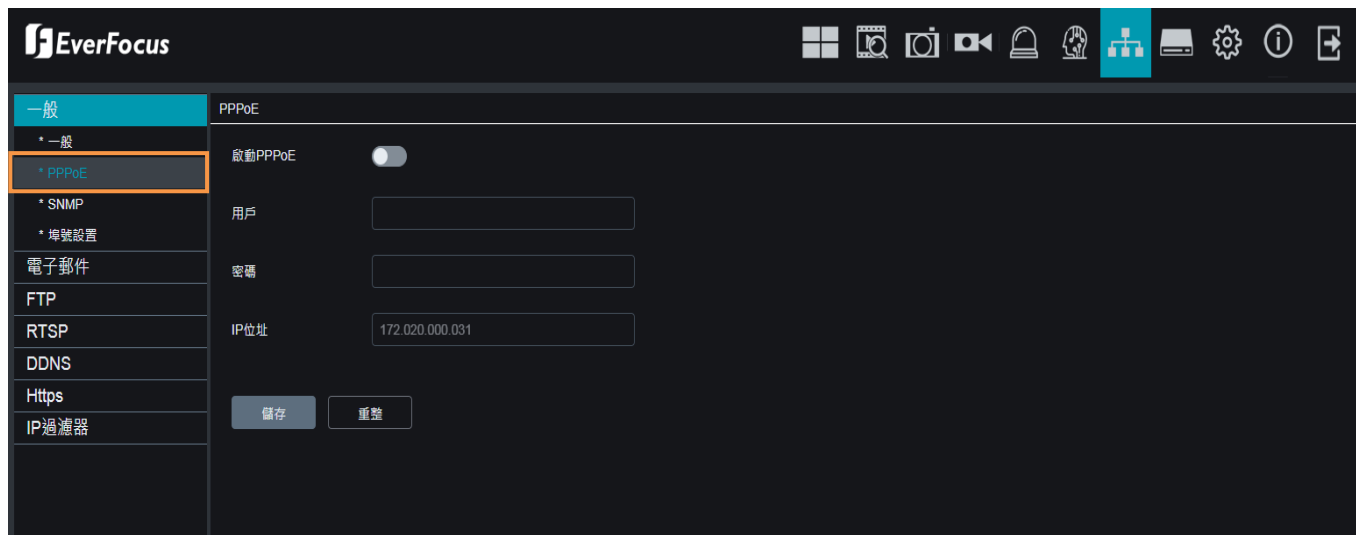 EverFocus
一般
* 一般
* PPPoE
* SNMP
* 埠號設置
電子郵件
FTP
RTSP
DDNS
Https
IP過濾器
PPPoE
啟動PPPoE
用戶
密碼
IP位址 172.020.000.031
儲存 重整